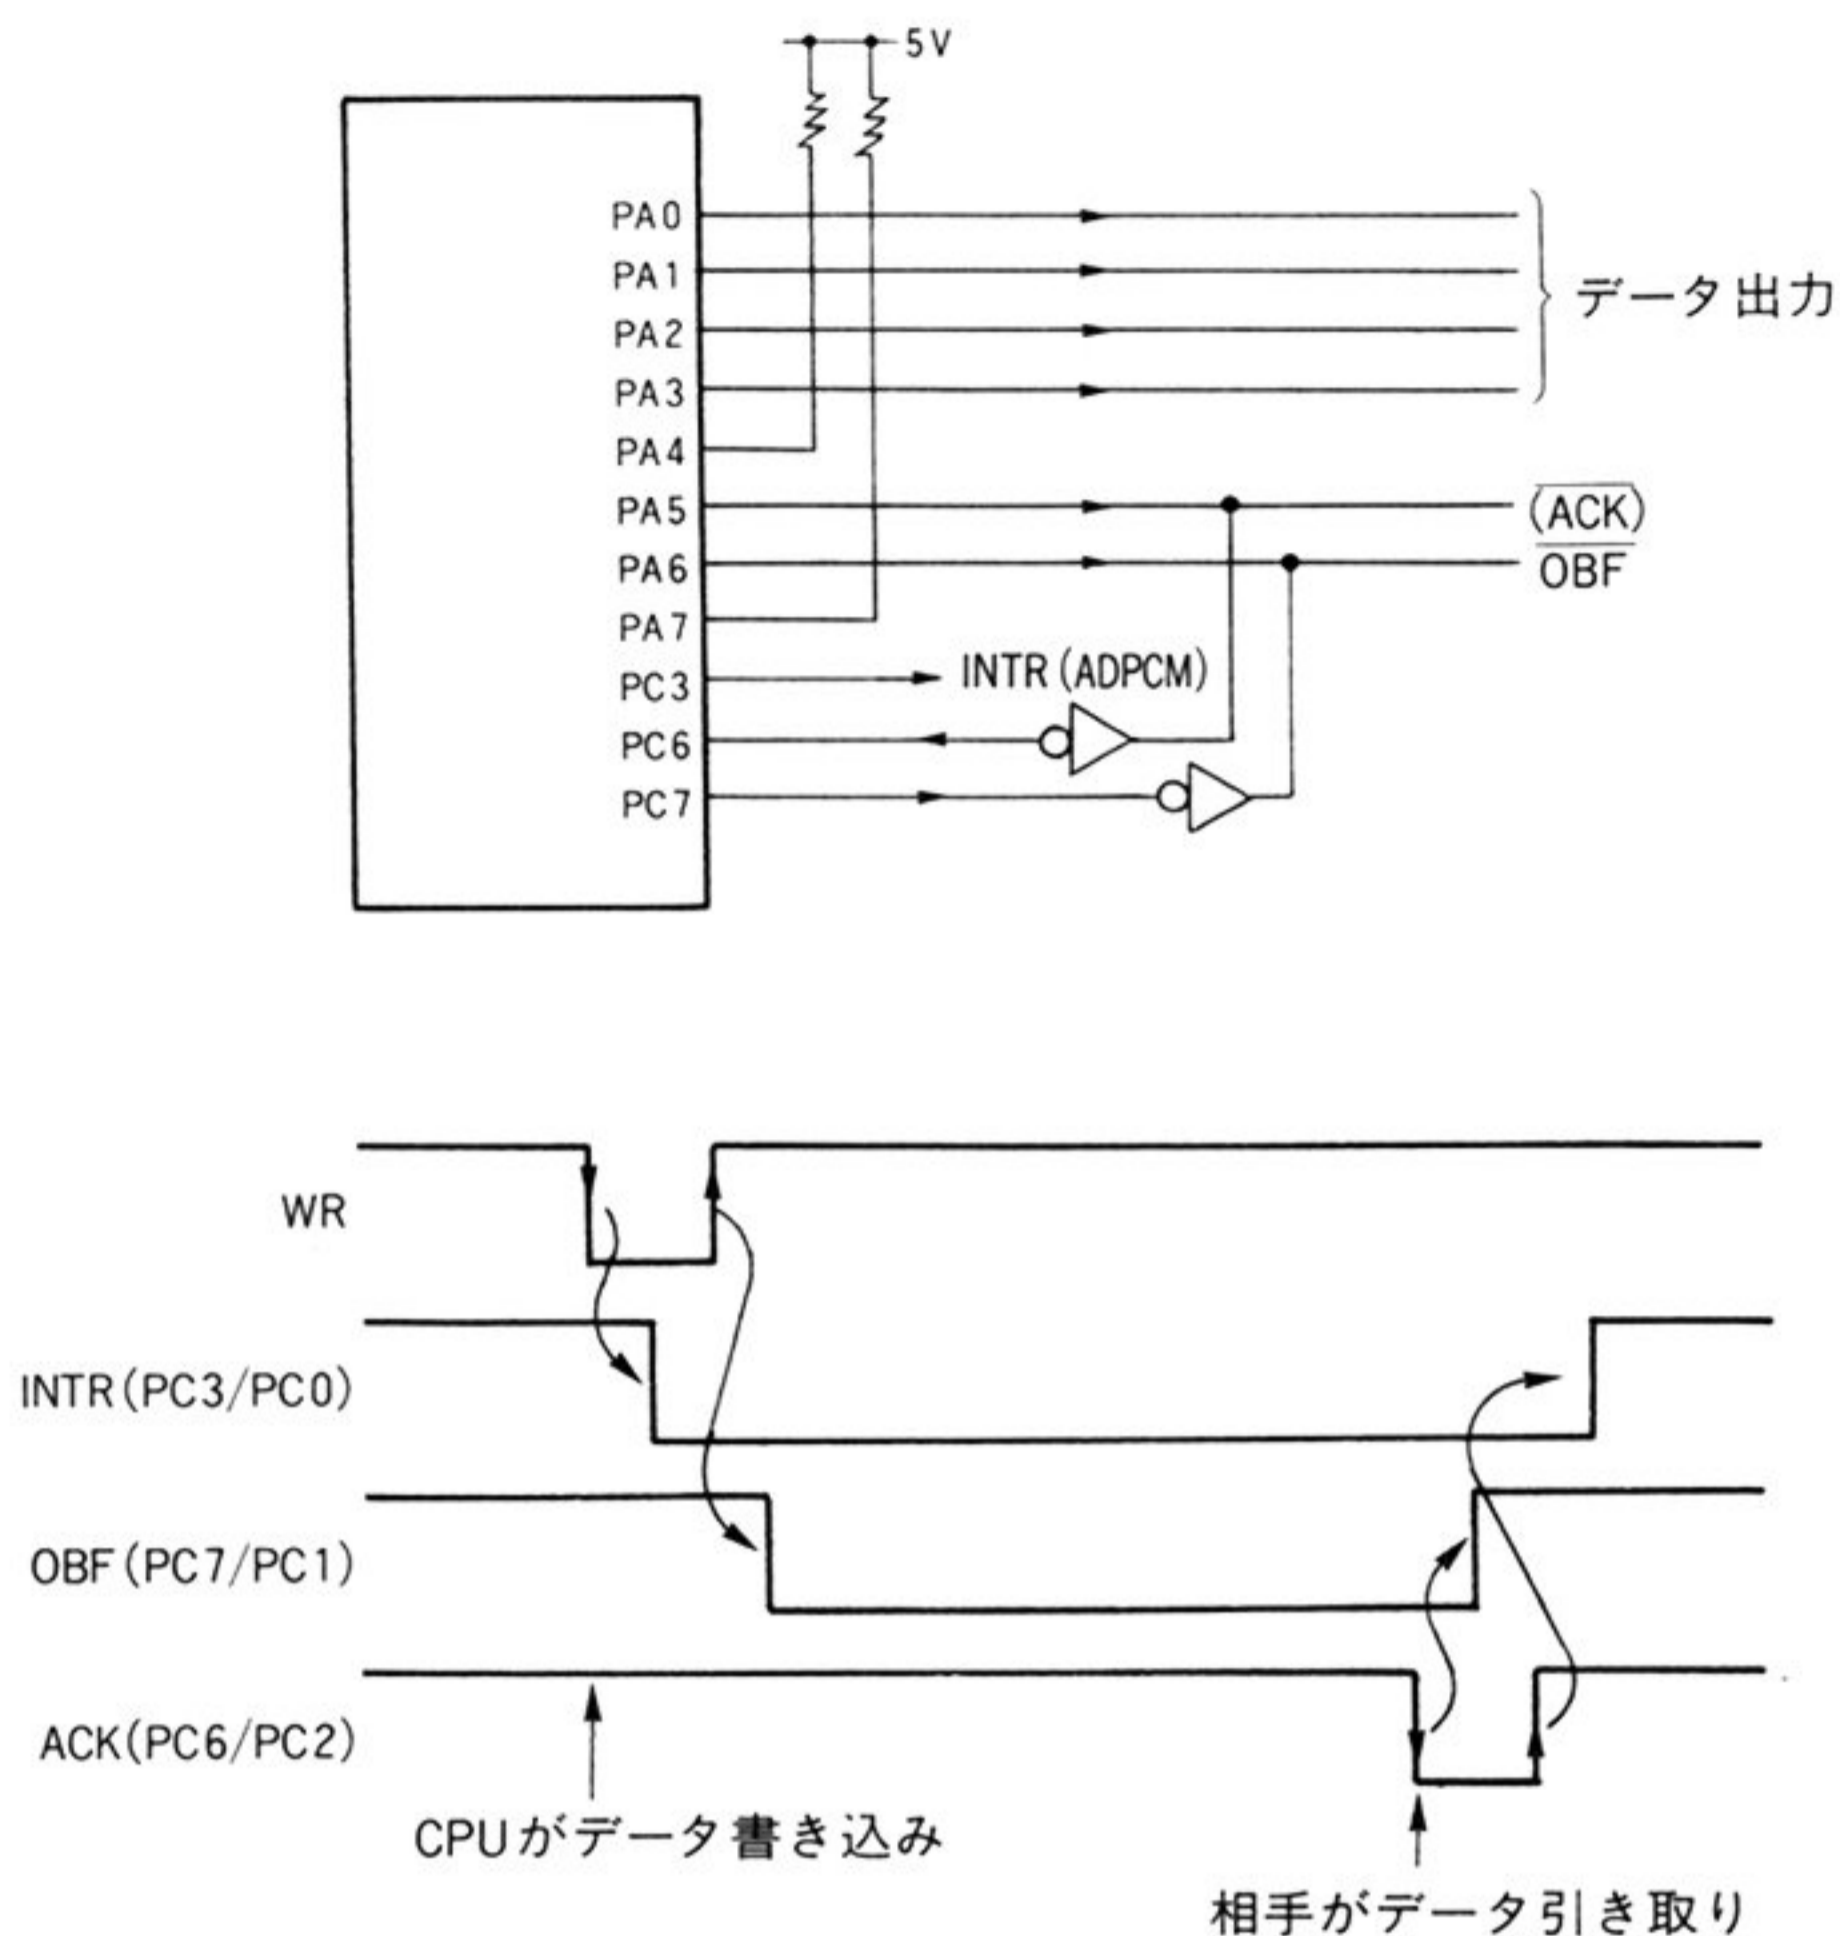 5V
PA0
PA1
PA2
PA3
データ出力
PA4
PA5
(ACK)
PA6
OBF
PA7
PC3
INTR(ADPCM)
PC6
PC7
WR
INTR(PC3/PC0)
OBF(PC7/PC1)
ACK(PC6/PC2)
CPUがデータ書き込み
相手がデータ引き取り